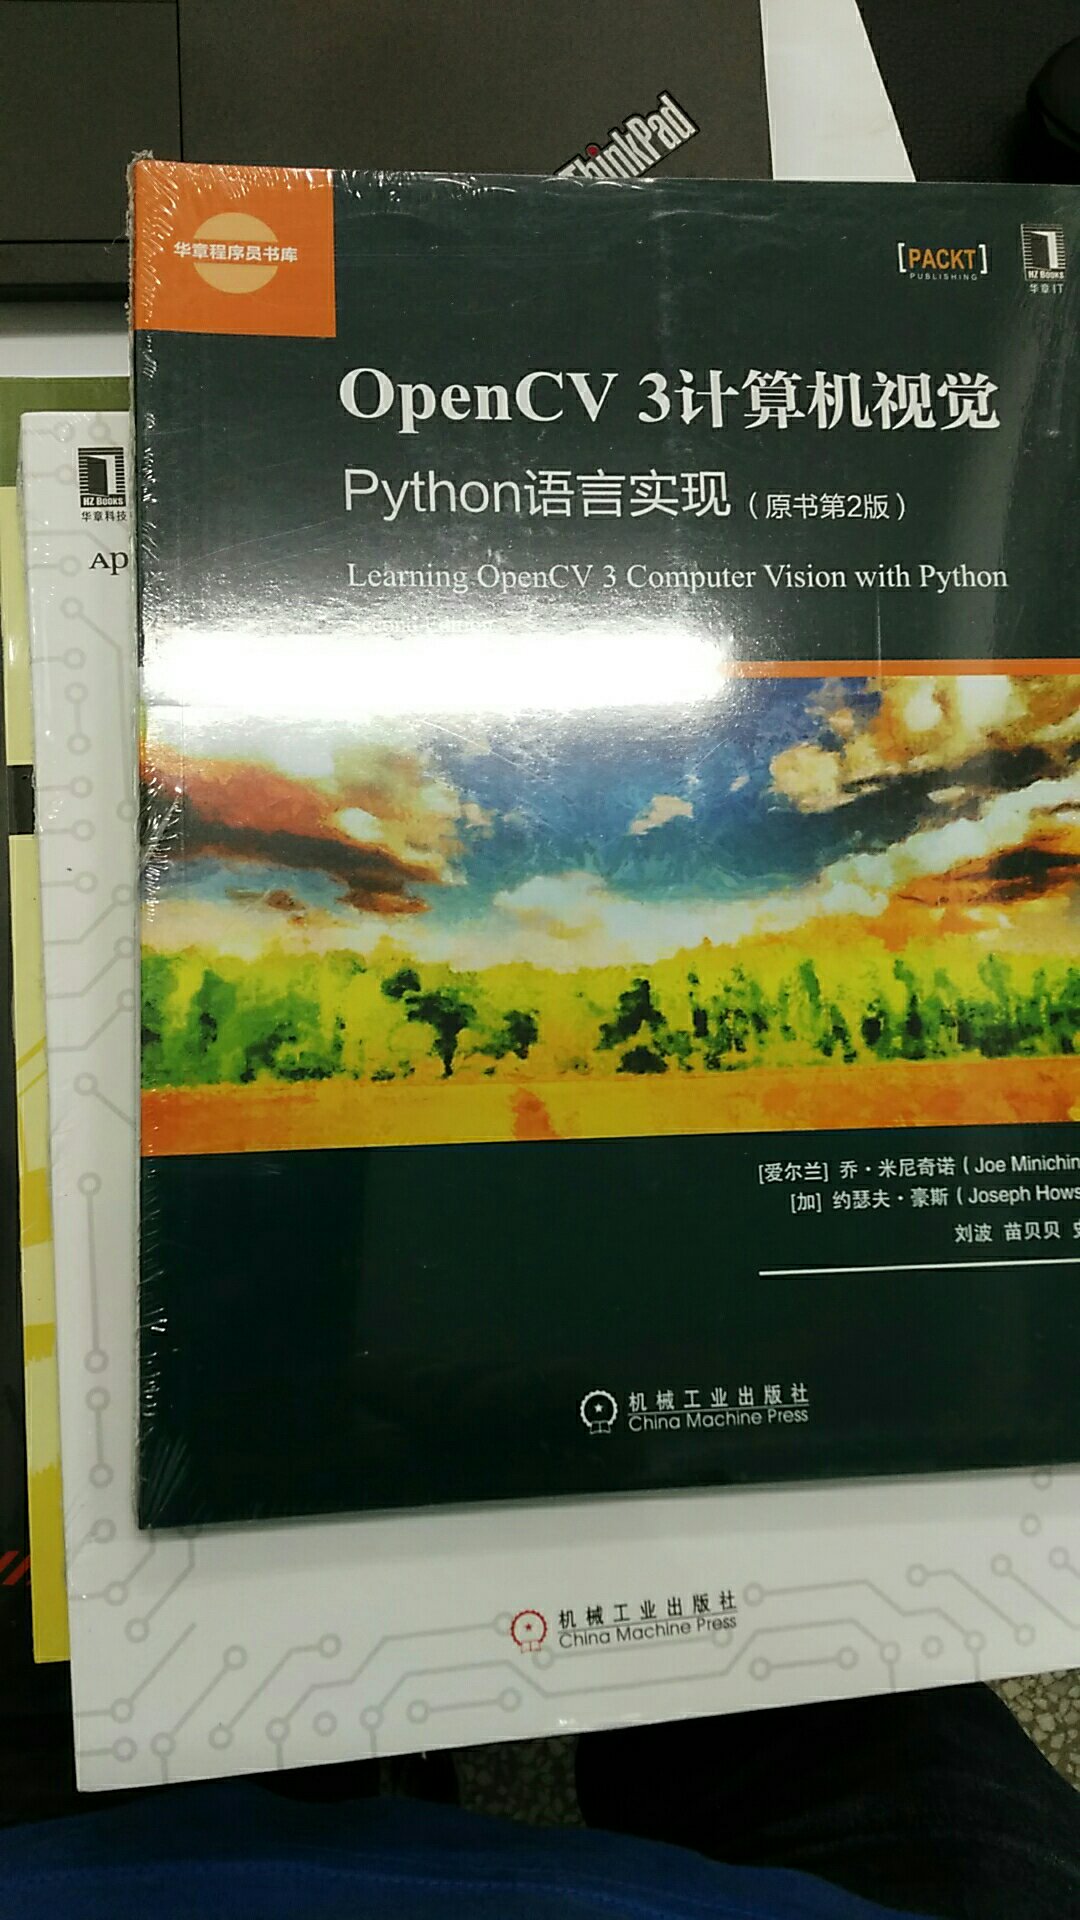 ThinkPad
华章程序员书库
[PACKT]
PUBLISHING
HZ BOOKS
华章IT
OpenCV 3计算机视觉
Python语言实现(原书第2版)
Learning OpenCV 3 Computer Vision with Python
Second Edition
[爱尔兰] 乔·米尼奇诺 (Joe Minichin
[加] 约瑟夫·豪斯 (Joseph Hows
刘波 苗贝贝 史
机械工业出版社
China Machine Press
HZ BOOKS
华章科技
Ap
机械工业出版社
China Machine Press